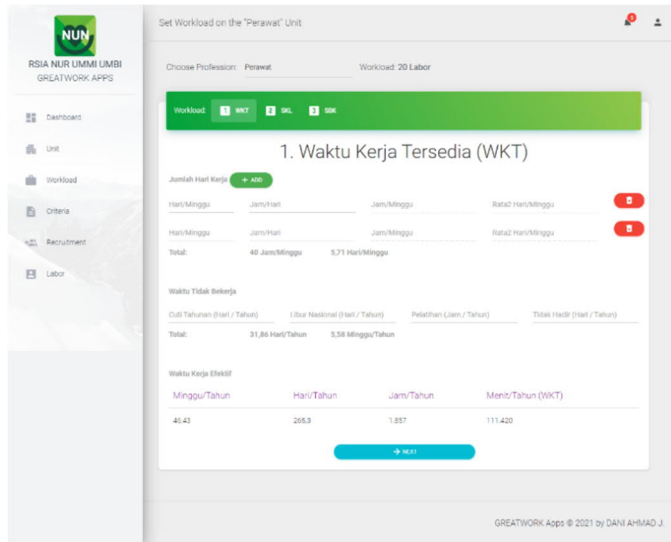 NUN
RSIA NUR UMMI UMBI
GREATWORK APPS
Dashboard
Unit
Workload
Criteria
Recruitment
Labor
Set Workload on the "Perawat" Unit
Choose Profession: Perawat Workload: 20 Labor
Workload: 1 WKT 2 SKL 3 SBK
1. Waktu Kerja Tersedia (WKT)
Jumlah Hari Kerja + ADD
Hari/Minggu Jam/Hari Jam/Minggu Rata2 Hari/Minggu
Hari/Minggu Jam/Hari Jam/Minggu Rata2 Hari/Minggu
Total: 40 Jam/Minggu 5,71 Hari/Minggu
Waktu Tidak Bekerja
Cuti Tahunan (Hari / Tahun) Libur Nasional (Hari / Tahun) Pelatihan (Jam / Tahun) Tidak Hadir (Hari / Tahun)
Total: 31,86 Hari/Tahun 5,58 Minggu/Tahun
Waktu Kerja Efektif
Minggu/Tahun Hari/Tahun Jam/Tahun Menit/Tahun (WKT)
46,43 265,3 1.857 111.420
→ NEXT
GREATWORK Apps © 2021 by DANI AHMAD J.